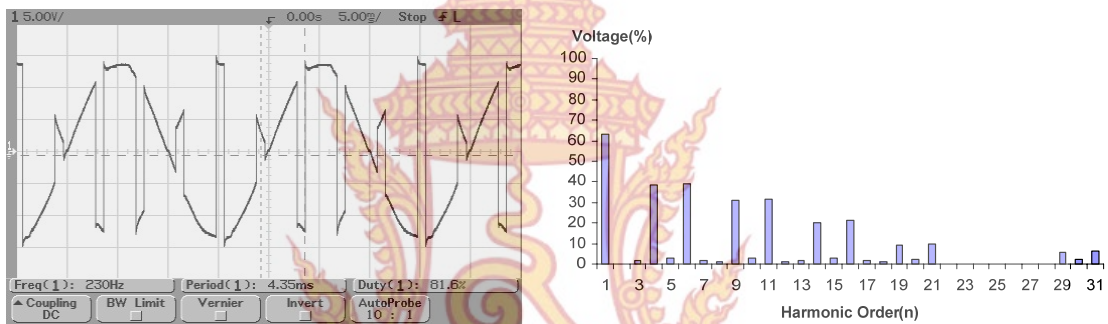 1 5.00V/ 0.00s 5.00㎳/ Stop L
1
Freq(1): 230Hz Period(1): 4.35ms Duty(1): 81.6%
Coupling DC
BW Limit
Vernier
Invert
AutoProbe 10 : 1
Voltage(%)
100
90
80
70
60
50
40
30
20
10
0
1 3 5 7 9 11 13 15 17 19 21 23 25 27 29 31
Harmonic Order(n)